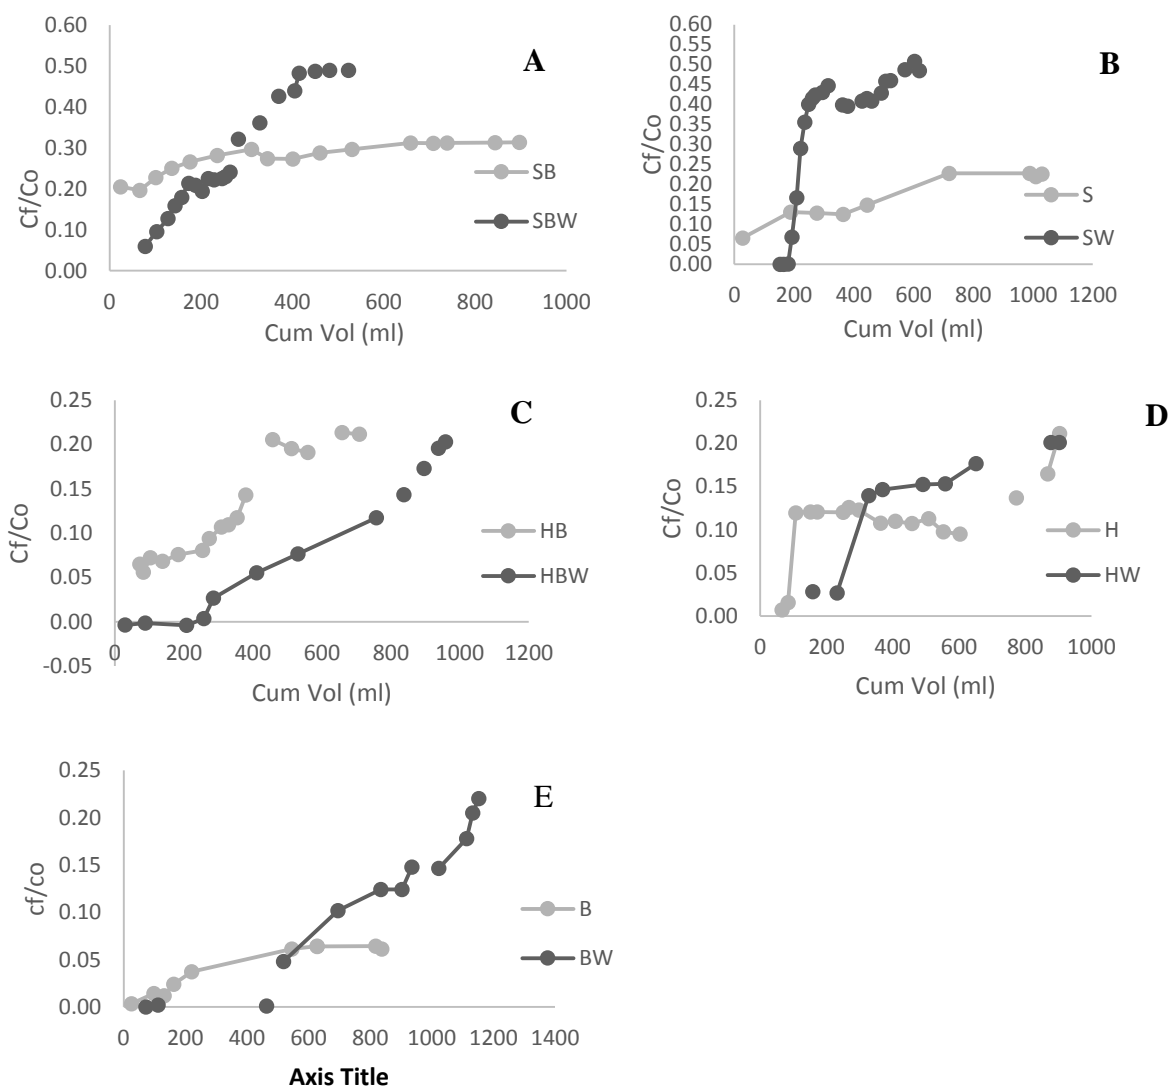 A
0.60
0.50
0.40
0.30
0.20
0.10
0.00
Cf/Co
0 200 400 600 800 1000
Cum Vol (ml)
SB
SBW
B
0.60
0.55
0.50
0.45
0.40
0.35
0.30
0.25
0.20
0.15
0.10
0.05
0.00
Cf/Co
0 200 400 600 800 1000 1200
Cum Vol (ml)
S
SW
C
0.25
0.20
0.15
0.10
0.05
0.00
-0.05
Cf/Co
0 200 400 600 800 1000 1200
Cum Vol (ml)
HB
HBW
D
0.25
0.20
0.15
0.10
0.05
0.00
Cf/Co
0 200 400 600 800 1000
Cum Vol (ml)
H
HW
E
0.25
0.20
0.15
0.10
0.05
0.00
cf/co
0 200 400 600 800 1000 1200 1400
Axis Title
B
BW